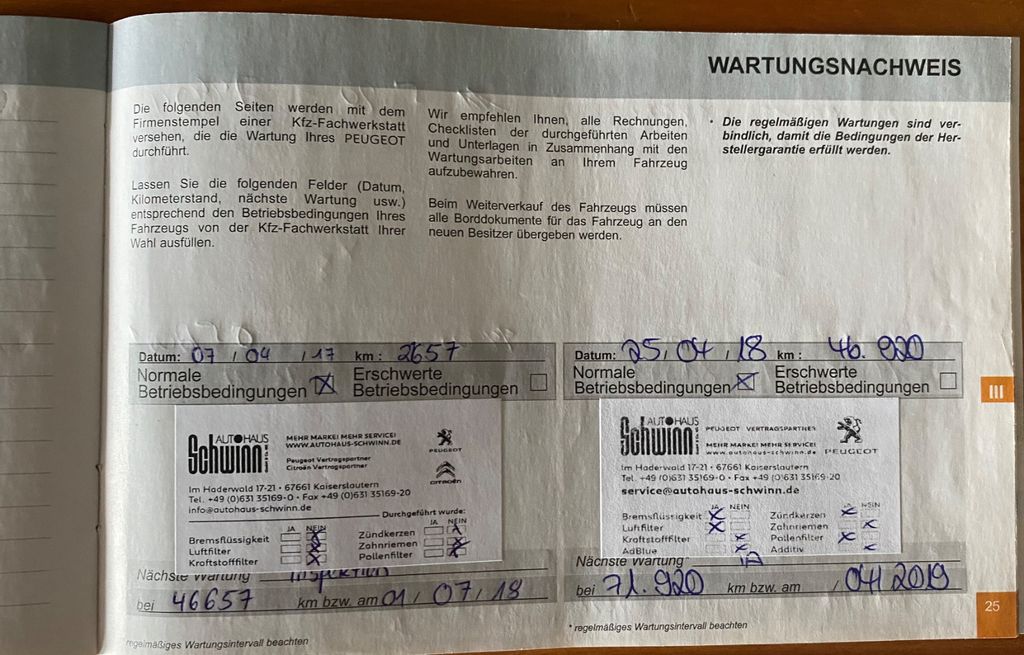 WARTUNGSNACHWEIS
Die folgenden Seiten werden mit dem
Firmenstempel einer Kfz-Fachwerkstatt
versehen, die die Wartung Ihres PEUGEOT
durchführt.
Lassen Sie die folgenden Felder (Datum,
Kilometerstand, nächste Wartung usw.)
entsprechend den Betriebsbedingungen Ihres
Fahrzeugs von der Kfz-Fachwerkstatt Ihrer
Wahl ausfüllen.
Wir empfehlen Ihnen, alle Rechnungen,
Checklisten der durchgeführten Arbeiten
und Unterlagen in Zusammenhang mit den
Wartungsarbeiten an Ihrem Fahrzeug
aufzubewahren.
Beim Weiterverkauf des Fahrzeugs müssen
alle Borddokumente für das Fahrzeug an den
neuen Besitzer übergeben werden.
* Die regelmäßigen Wartungen sind ver-
bindlich, damit die Bedingungen der Her-
stellergarantie erfüllt werden.
Datum: 07 / 04 / 17 km : 2657
Normale
Betriebsbedingungen X
Erschwerte
Betriebsbedingungen
AUTOHAUS
Schwinn
MEHR MARKE! MEHR SERVICE!
WWW.AUTOHAUS-SCHWINN.DE
Peugeot Vertragspartner
Citroën Vertragspartner
PEUGEOT
CITROËN
Im Haderwald 17-21 • 67661 Kaiserslautern
Tel. +49 (0)631 35169-0 • Fax +49 (0)631 35169-20
info@autohaus-schwinn.de
Durchgeführt wurde:
JA NEIN JA NEIN
Bremsflüssigkeit X Zündkerzen X
Luftfilter X Zahnriemen X
Kraftstofffilter X Pollenfilter X
Nächste Wartung Inspektion
bei 46657 km bzw. am 01 / 07 / 18
regelmäßiges Wartungsintervall beachten
Datum: 25 / 04 / 18 km : 46.920
Normale
Betriebsbedingungen X
Erschwerte
Betriebsbedingungen
AUTOHAUS
Schwinn
PEUGEOT VERTRAGSPARTNER
MEHR MARKE! MEHR SERVICE!
www.autohaus-schwinn.de
PEUGEOT
Im Haderwald 17-21 • 67661 Kaiserslautern
Tel. +49 (0)631 35169-0 • Fax +49 (0)631 35169-20
service@autohaus-schwinn.de
JA NEIN JA NEIN
Bremsflüssigkeit X Zündkerzen X
Luftfilter X Zahnriemen X
Kraftstofffilter X Pollenfilter X
AdBlue X Additiv X
Nächste Wartung
bei 71.920 km bzw. am / 04 / 2019
* regelmäßiges Wartungsintervall beachten
III
25